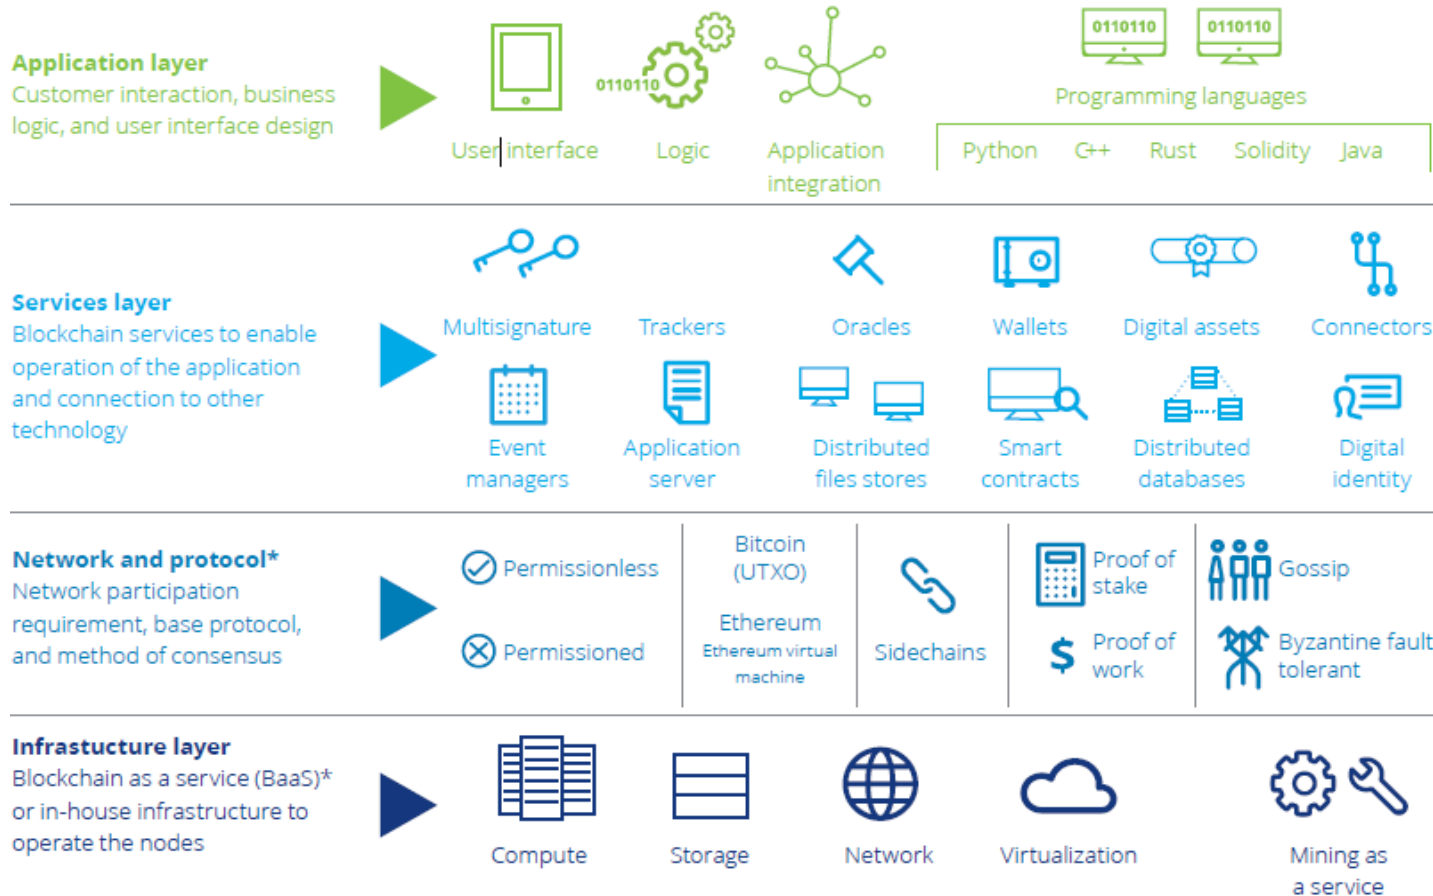 Application layer
Customer interaction, business
logic, and user interface design
0110110
0110110
0110110
Programming languages
User interface
Logic
Application
integration
Python
C++
Rust
Solidity
Java
Services layer
Blockchain services to enable
operation of the application
and connection to other
technology
Multisignature
Trackers
Oracles
Wallets
Digital assets
Connectors
Event
managers
Application
server
Distributed
files stores
Smart
contracts
Distributed
databases
Digital
identity
Network and protocol*
Network participation
requirement, base protocol,
and method of consensus
Permissionless
Permissioned
Bitcoin
(UTXO)
Ethereum
Ethereum virtual
machine
Sidechains
Proof of
stake
$
Proof of
work
Gossip
Byzantine fault
tolerant
Infrastucture layer
Blockchain as a service (BaaS)*
or in-house infrastructure to
operate the nodes
Compute
Storage
Network
Virtualization
Mining as
a service